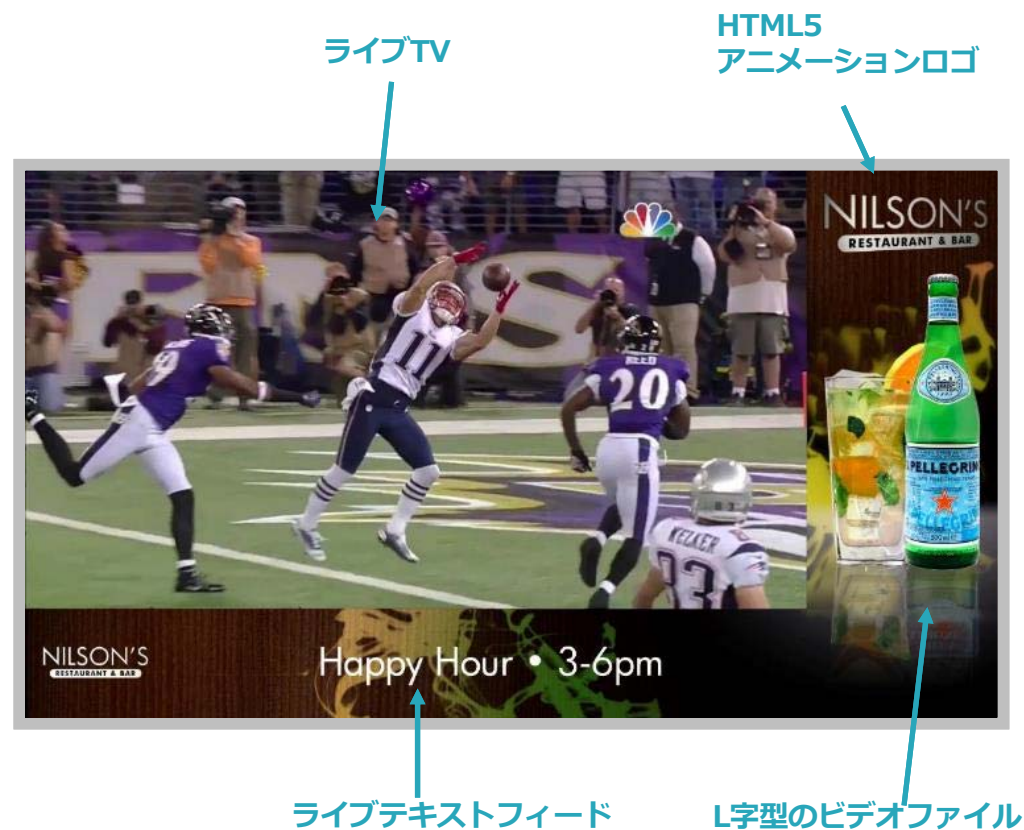 ライブTV
HTML5
アニメーションロゴ
NILSON'S
RESTAURANT & BAR
11
20
REED
WELKER
83
PELLEGRIN
NILSON'S
RESTAURANT & BAR
Happy Hour • 3-6pm
ライブテキストフィード
L字型のビデオファイル